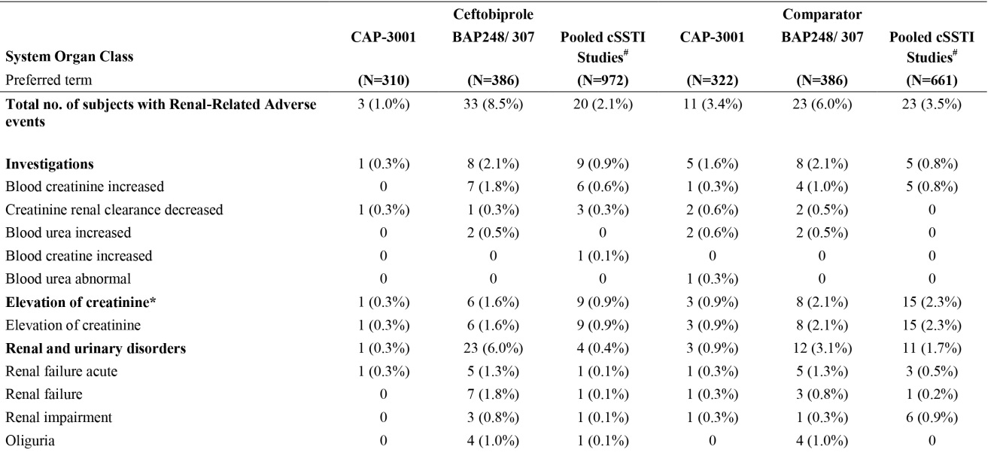 Ceftobiprole Comparator
CAP-3001 BAP248/ 307 Pooled cSSTI CAP-3001 BAP248/ 307 Pooled cSSTI
System Organ Class Studies# Studies#
Preferred term (N=310) (N=386) (N=972) (N=322) (N=386) (N=661)
Total no. of subjects with Renal-Related Adverse 3 (1.0%) 33 (8.5%) 20 (2.1%) 11 (3.4%) 23 (6.0%) 23 (3.5%)
events
Investigations 1 (0.3%) 8 (2.1%) 9 (0.9%) 5 (1.6%) 8 (2.1%) 5 (0.8%)
Blood creatinine increased 0 7 (1.8%) 6 (0.6%) 1 (0.3%) 4 (1.0%) 5 (0.8%)
Creatinine renal clearance decreased 1 (0.3%) 1 (0.3%) 3 (0.3%) 2 (0.6%) 2 (0.5%) 0
Blood urea increased 0 2 (0.5%) 0 2 (0.6%) 2 (0.5%) 0
Blood creatine increased 0 0 1 (0.1%) 0 0 0
Blood urea abnormal 0 0 0 1 (0.3%) 0 0
Elevation of creatinine* 1 (0.3%) 6 (1.6%) 9 (0.9%) 3 (0.9%) 8 (2.1%) 15 (2.3%)
Elevation of creatinine 1 (0.3%) 6 (1.6%) 9 (0.9%) 3 (0.9%) 8 (2.1%) 15 (2.3%)
Renal and urinary disorders 1 (0.3%) 23 (6.0%) 4 (0.4%) 3 (0.9%) 12 (3.1%) 11 (1.7%)
Renal failure acute 1 (0.3%) 5 (1.3%) 1 (0.1%) 1 (0.3%) 5 (1.3%) 3 (0.5%)
Renal failure 0 7 (1.8%) 1 (0.1%) 1 (0.3%) 3 (0.8%) 1 (0.2%)
Renal impairment 0 3 (0.8%) 1 (0.1%) 1 (0.3%) 1 (0.3%) 6 (0.9%)
Oliguria 0 4 (1.0%) 1 (0.1%) 0 4 (1.0%) 0